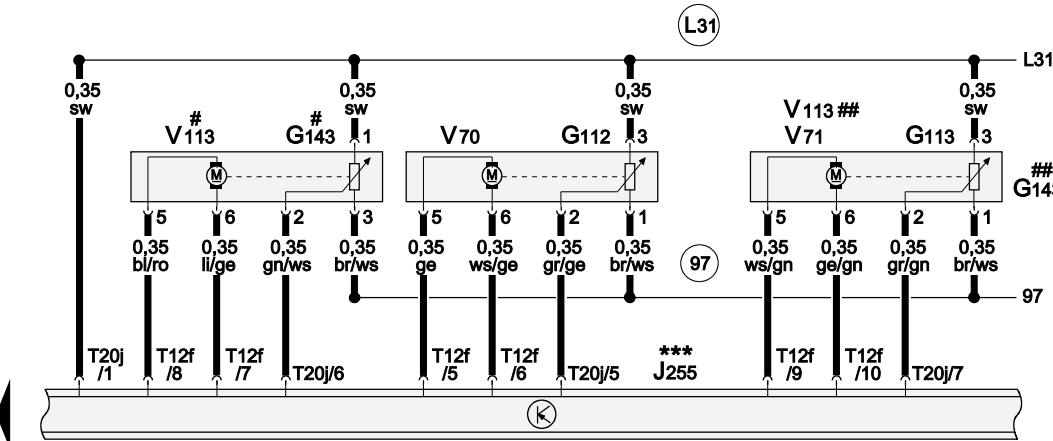 L31
L31
0,35 0,35 0,35 0,35
sw sw sw sw
# # V113 ##
V113 G143 1 V70 G112 3 V71 G113 3
M M M
##
G143
5 6 2 3 5 6 2 1 5 6 2 1
0,35 0,35 0,35 0,35 0,35 0,35 0,35 0,35 0,35 0,35 0,35 0,35
bl/ro li/ge gn/ws br/ws ge ws/ge gr/ge br/ws 97 ws/gn ge/gn gr/gn br/ws
97
T20j T12f T12f T12f T12f *** T12f T12f
/1 /8 /7 T20j/6 /5 /6 T20j/5 J255 /9 /10 T20j/7